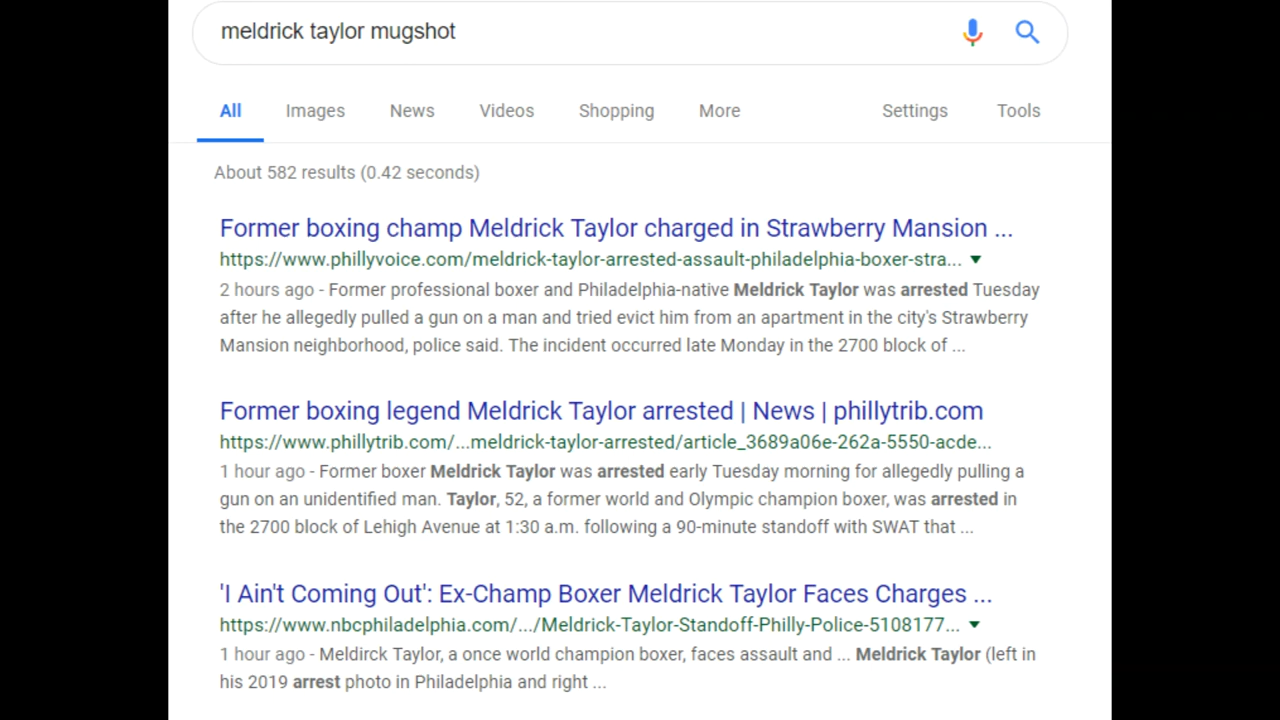 meldrick taylor mugshot
All Images News Videos Shopping More Settings Tools
About 582 results (0.42 seconds)
Former boxing champ Meldrick Taylor charged in Strawberry Mansion ...
https://www.phillyvoice.com/meldrick-taylor-arrested-assault-philadelphia-boxer-stra...
2 hours ago - Former professional boxer and Philadelphia-native Meldrick Taylor was arrested Tuesday
after he allegedly pulled a gun on a man and tried evict him from an apartment in the city's Strawberry
Mansion neighborhood, police said. The incident occurred late Monday in the 2700 block of ...
Former boxing legend Meldrick Taylor arrested | News | phillytrib.com
https://www.phillytrib.com/...meldrick-taylor-arrested/article_3689a06e-262a-5550-acde...
1 hour ago - Former boxer Meldrick Taylor was arrested early Tuesday morning for allegedly pulling a
gun on an unidentified man. Taylor, 52, a former world and Olympic champion boxer, was arrested in
the 2700 block of Lehigh Avenue at 1:30 a.m. following a 90-minute standoff with SWAT that ...
'I Ain't Coming Out': Ex-Champ Boxer Meldrick Taylor Faces Charges ...
https://www.nbcphiladelphia.com/.../Meldrick-Taylor-Standoff-Philly-Police-5108177...
1 hour ago - Meldirck Taylor, a once world champion boxer, faces assault and ... Meldrick Taylor (left in
his 2019 arrest photo in Philadelphia and right ...